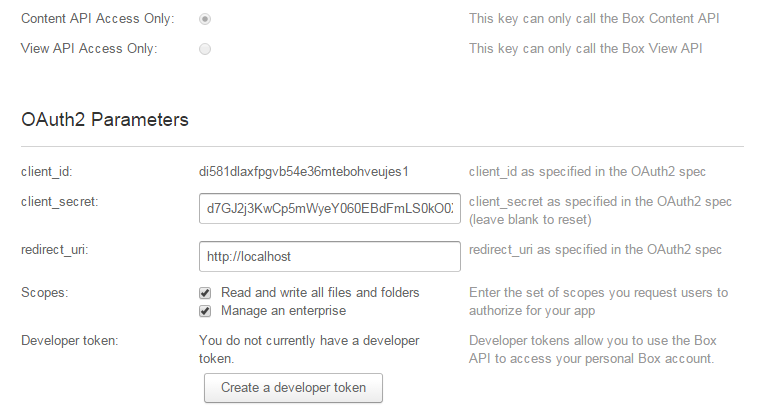 Content API Access Only: This key can only call the Box Content API
View API Access Only: This key can only call the Box View API
OAuth2 Parameters
client_id: di581dlaxfpgvb54e36mtebohveujes1 client_id as specified in the OAuth2 spec
client_secret: d7GJ2j3KwCp5mWyeY060EBdFmLS0kO0X client_secret as specified in the OAuth2 spec
(leave blank to reset)
redirect_uri: http://localhost redirect_uri as specified in the OAuth2 spec
Scopes: Read and write all files and folders Enter the set of scopes you request users to
Manage an enterprise authorize for your app
Developer token: You do not currently have a developer Developer tokens allow you to use the Box
token. API to access your personal Box account.
Create a developer token